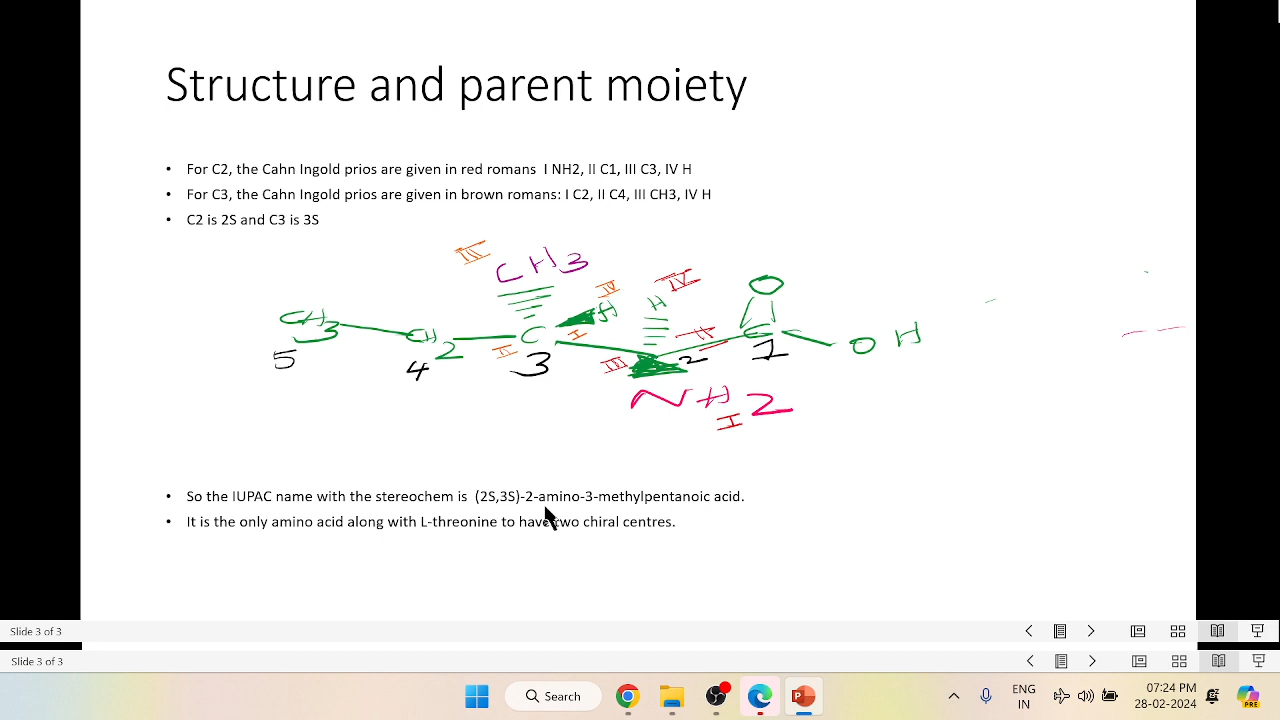 Structure and parent moiety
• For C2, the Cahn Ingold prios are given in red romans I NH2, II C1, III C3, IV H
• For C3, the Cahn Ingold prios are given in brown romans: I C2, II C4, III CH3, IV H
• C2 is 2S and C3 is 3S
III CH3 IV H IV H O
CH3 CH2 C I II C OH
5 4 II 3 III 2 1
NH2
I
• So the IUPAC name with the stereochem is (2S,3S)-2-amino-3-methylpentanoic acid.
• It is the only amino acid along with L-threonine to have two chiral centres.
Slide 3 of 3
Slide 3 of 3
Search
ENG
IN
07:24 PM
28-02-2024
PRE